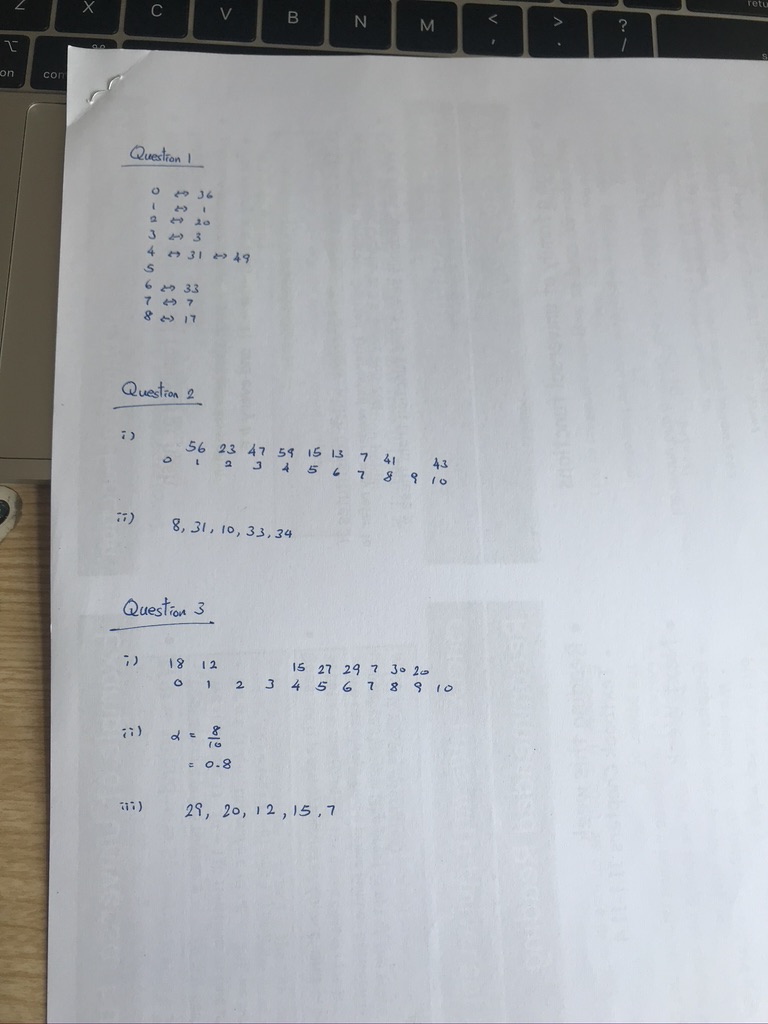 Z X C V B N M < , > . ? / retu
on com
Question 1
0 ⇔ 36
1 ⇔ 1
2 ⇔ 20
3 ⇔ 3
4 ⇔ 31 ⇔ 49
5
6 ⇔ 33
7 ⇔ 7
8 ⇔ 17
Question 2
i)
56 23 47 59 15 13 7 41 43
0 1 2 3 4 5 6 7 8 9 10
ii) 8, 31, 10, 33, 34
Question 3
i) 18 12 15 27 29 7 30 20
0 1 2 3 4 5 6 7 8 9 10
ii) α = 8/10
= 0.8
iii) 29, 20, 12, 15, 7